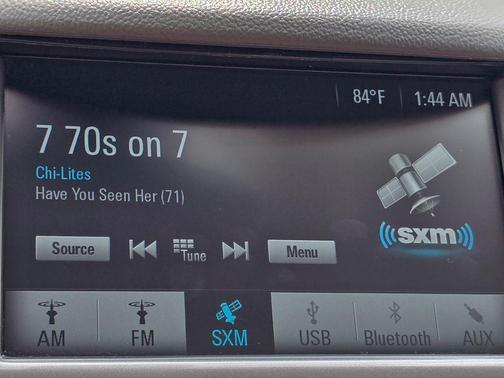 84°F 1:44 AM
7 70s on 7
Chi-Lites
Have You Seen Her (71)
sxm
Source Tune Menu
AM FM SXM USB Bluetooth AUX